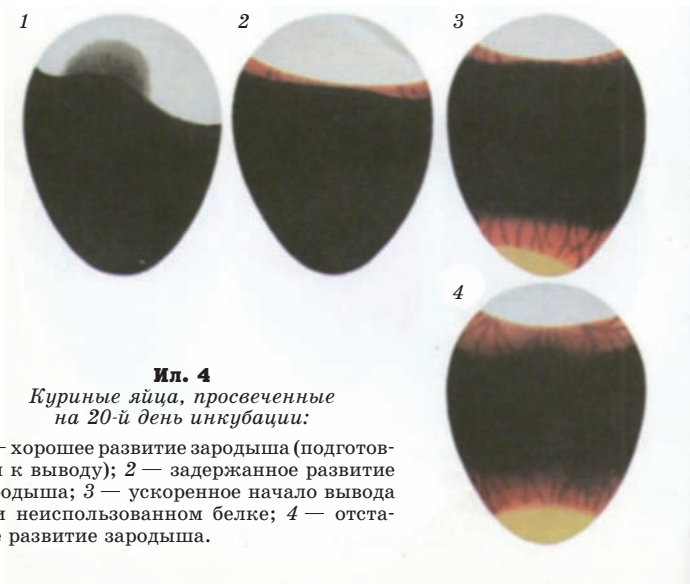 1
2
3
4
Ил. 4
Куриные яйца, просвеченные
на 20-й день инкубации:
— хорошее развитие зародыша (подготов-
к выводу); 2 — задержанное развитие
3 — ускоренное начало вывода
неиспользованном белке; 4 — отста-
развитие зародыша.